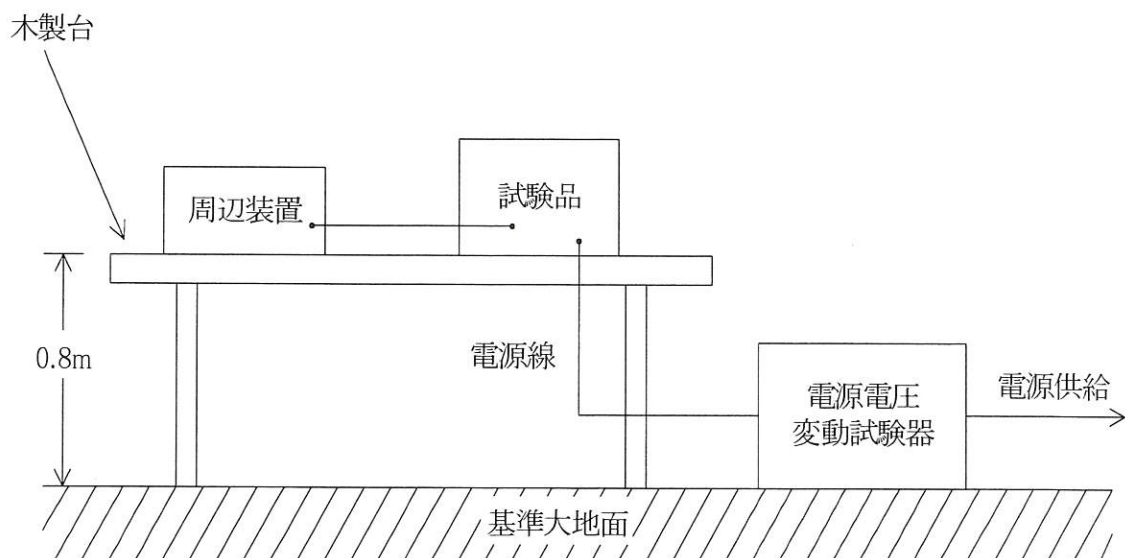 木製台
周辺装置
試験品
0.8m
電源線
電源電圧
変動試験器
電源供給
基準大地面